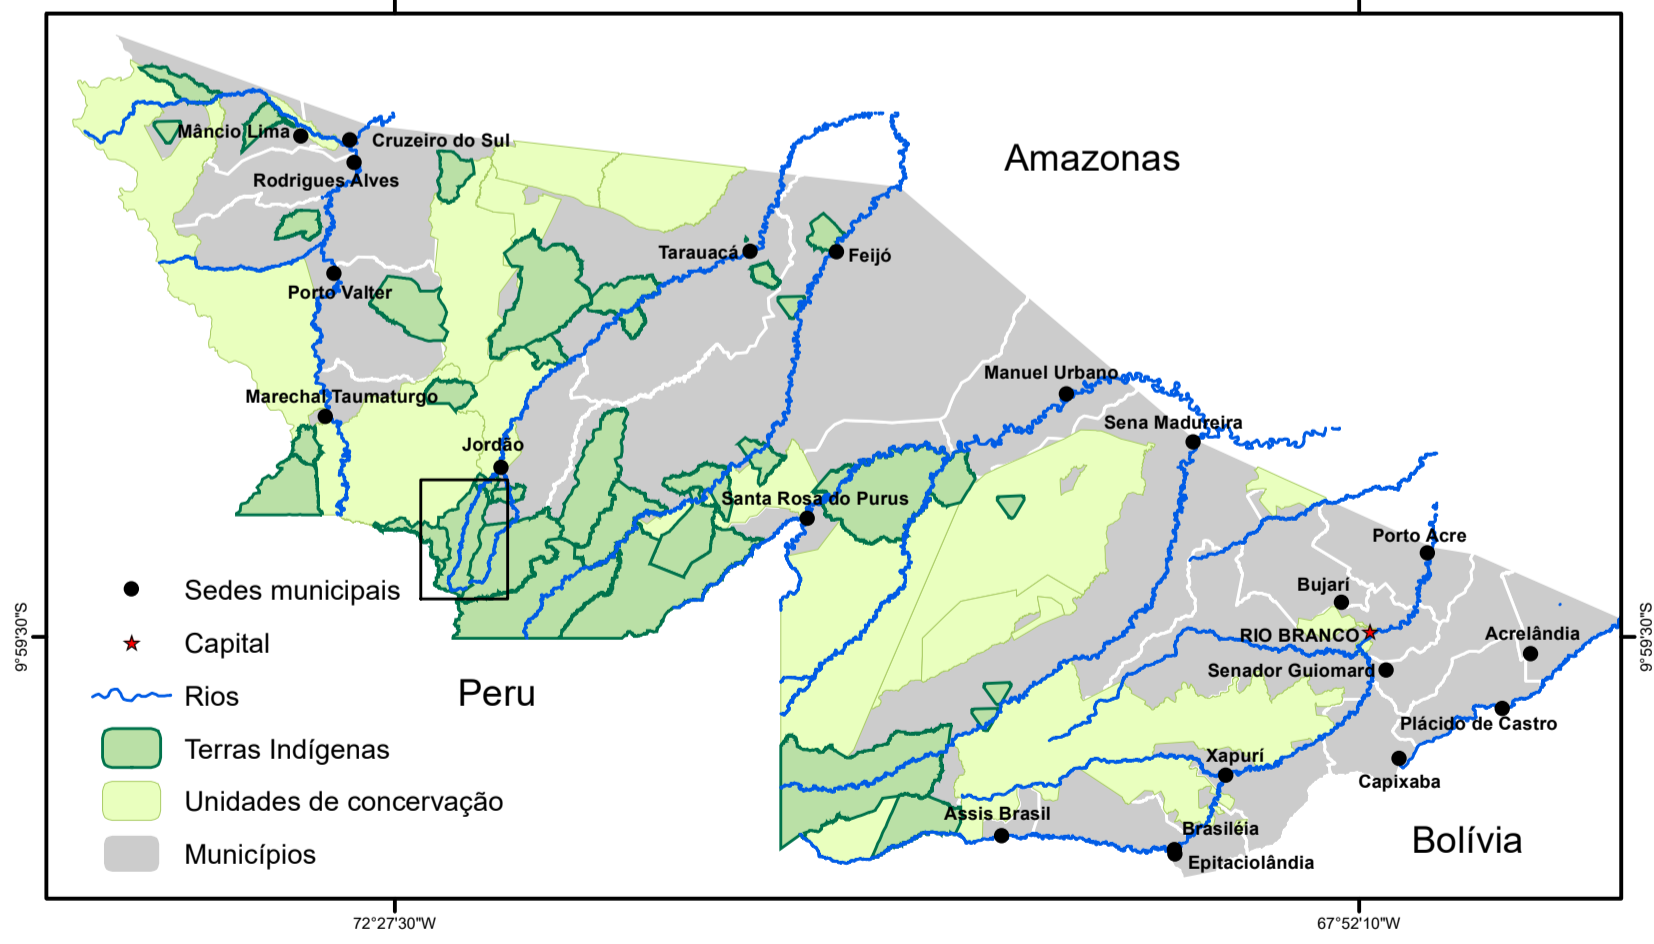 Amazonas
Mâncio Lima
Cruzeiro do Sul
Rodrigues Alves
Tarauacá
Feijó
Porto Valter
Manuel Urbano
Marechal Taumaturgo
Sena Madureira
Jordão
Santa Rosa do Purus
Porto Acre
Bujarí
RIO BRANCO
Acrelândia
Senador Guiomard
Plácido de Castro
Xapurí
Capixaba
Assis Brasil
Brasiléia
Epitaciolândia
Peru
Bolívia
Sedes municipais
Capital
Rios
Terras Indígenas
Unidades de concervação
Municípios
9°59'30"S
9°59'30"S
72°27'30"W
67°52'10"W